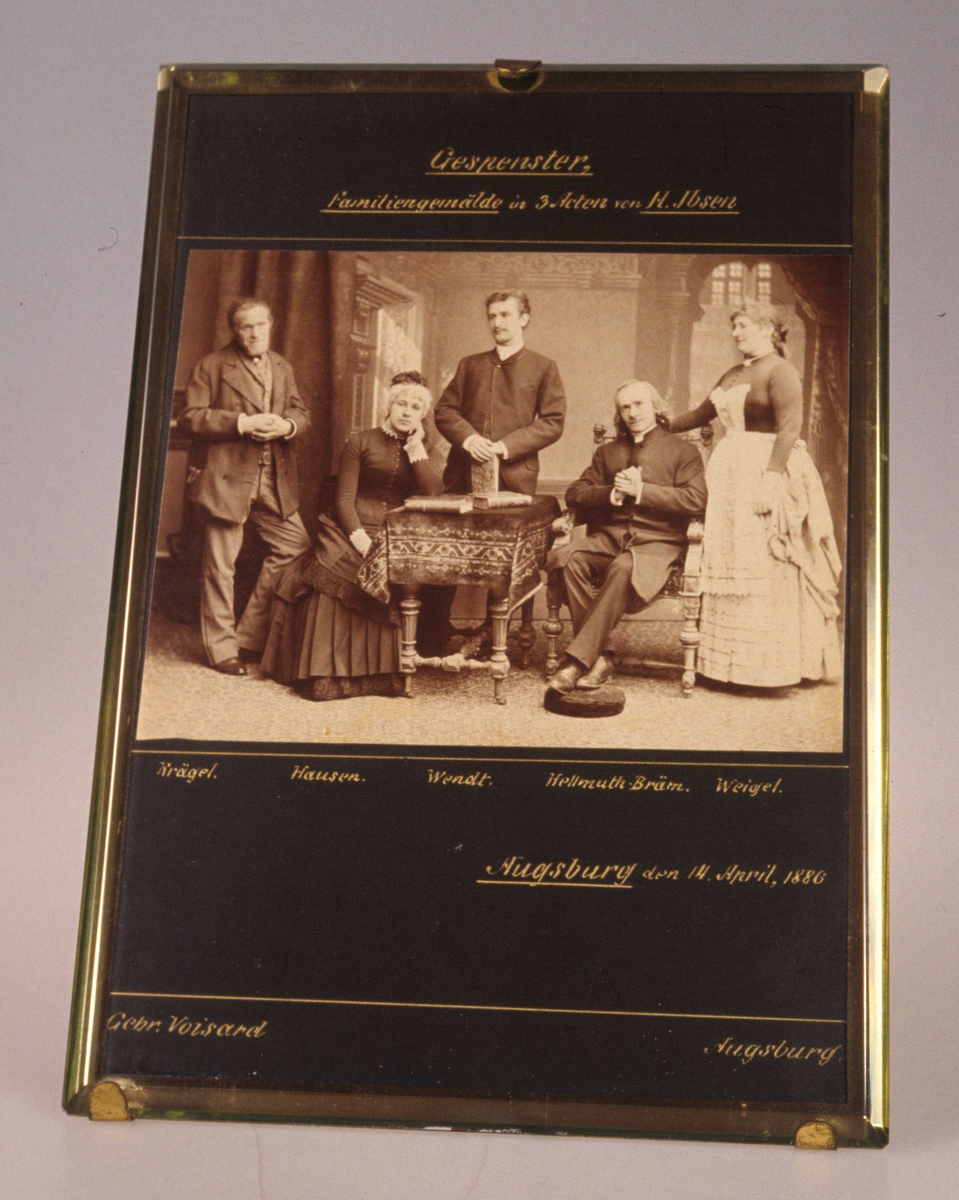 Gespenster,
Familiengemälde in 3 Acten von H. Ibsen
Krägel. Hausen. Wendt. Hellmuth-Bräm. Weigel.
Augsburg den 14. April, 1886
Gebr. Voisard
Augsburg.